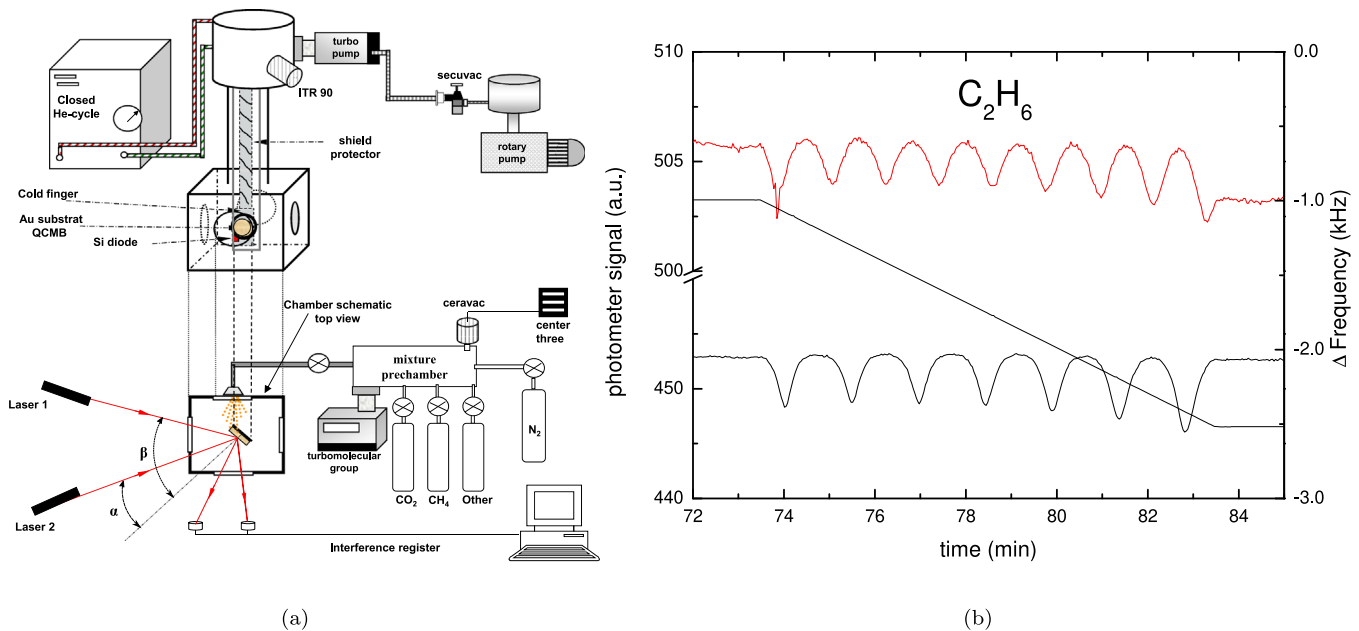 turbo
pump
secuvac
ITR 90
Closed
He-cycle
rotary
pump
shield
protector
Cold finger
Au substrat
QCMB
Si diode
Chamber schematic
top view
ceravac
center
three
mixture
prechamber
Laser 1
β
N2
turbomolecular
group
CO2
CH4
Other
Laser 2
α
Interference register
(a)
C2H6
510
505
500
450
440
photometer signal (a.u.)
0.0
-1.0
-2.0
-3.0
Δ Frequency (kHz)
72
74
76
78
80
82
84
time (min)
(b)